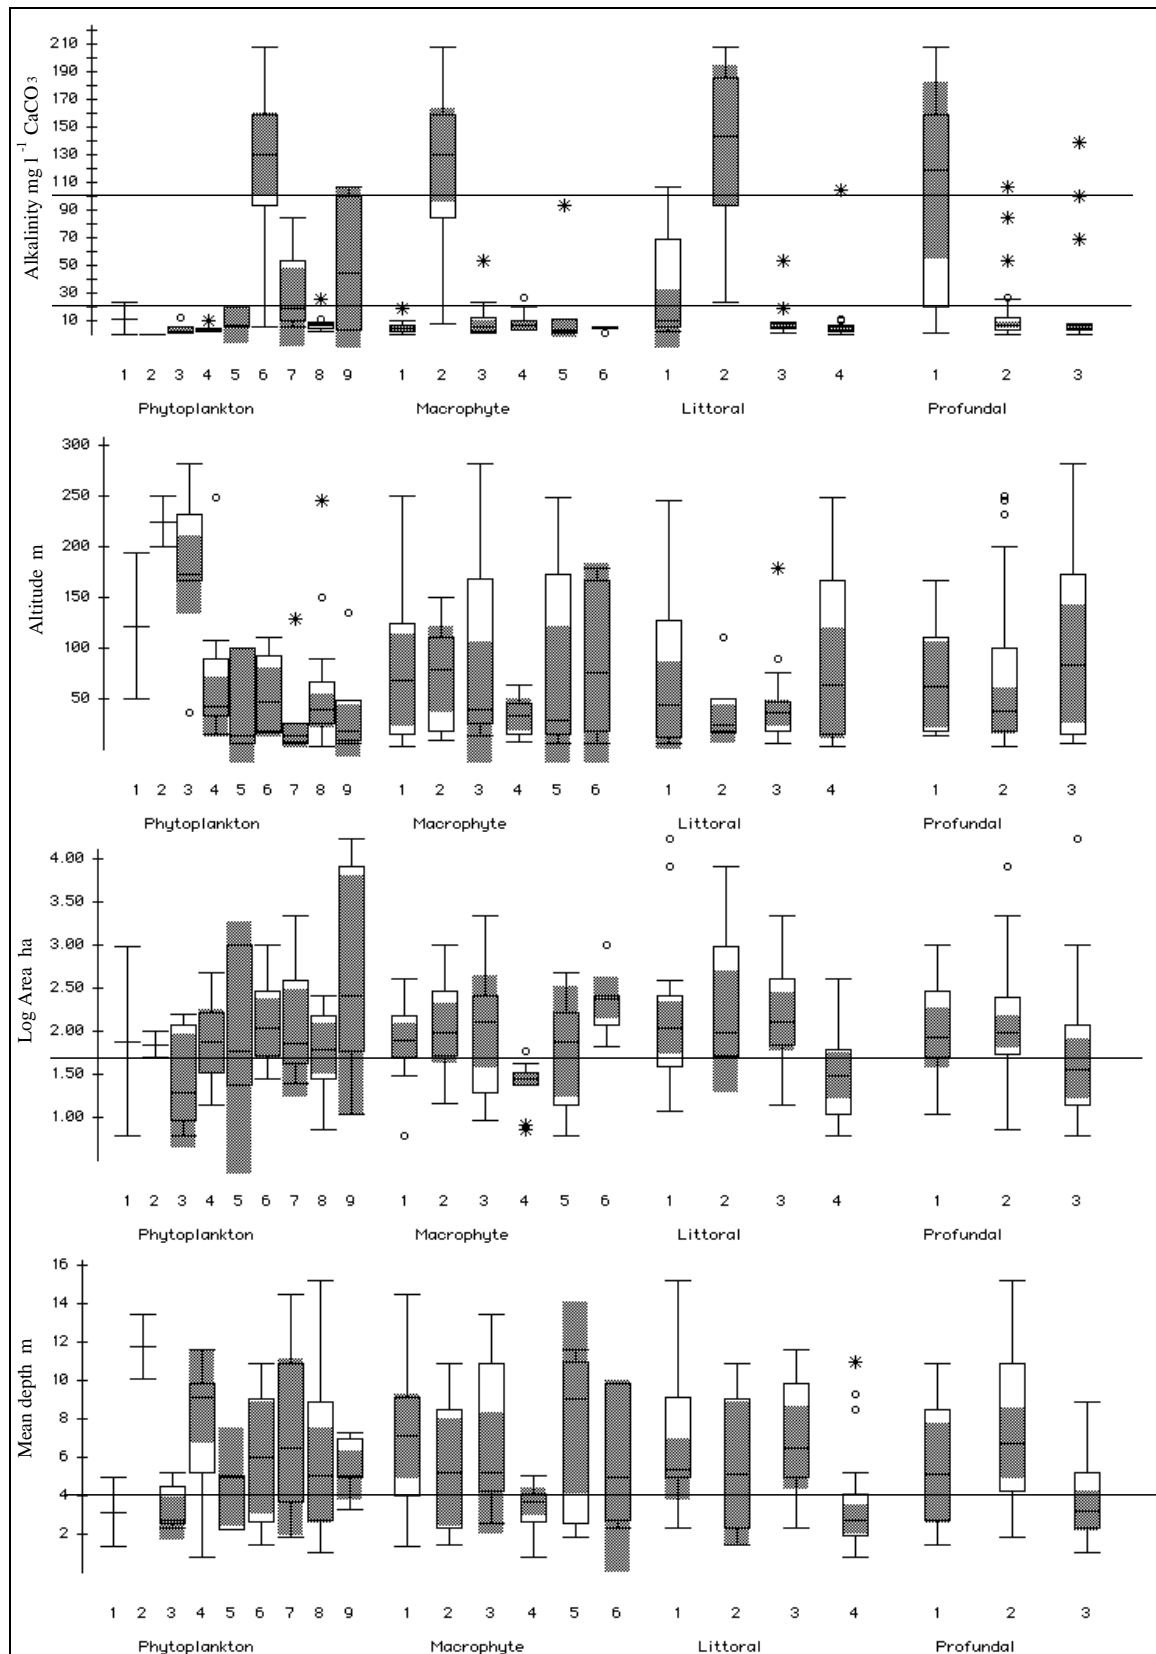 Alkalinity mg l⁻¹ CaCO₃
210
190
170
150
130
110
90
70
50
30
10
1 2 3 4 5 6 7 8 9 1 2 3 4 5 6 1 2 3 4 1 2 3
Phytoplankton Macrophyte Littoral Profundal
Altitude m
300
250
200
150
100
50
1 2 3 4 5 6 7 8 9 1 2 3 4 5 6 1 2 3 4 1 2 3
Phytoplankton Macrophyte Littoral Profundal
Log Area ha
4.00
3.50
3.00
2.50
2.00
1.50
1.00
1 2 3 4 5 6 7 8 9 1 2 3 4 5 6 1 2 3 4 1 2 3
Phytoplankton Macrophyte Littoral Profundal
Mean depth m
16
14
12
10
8
6
4
2
1 2 3 4 5 6 7 8 9 1 2 3 4 5 6 1 2 3 4 1 2 3
Phytoplankton Macrophyte Littoral Profundal